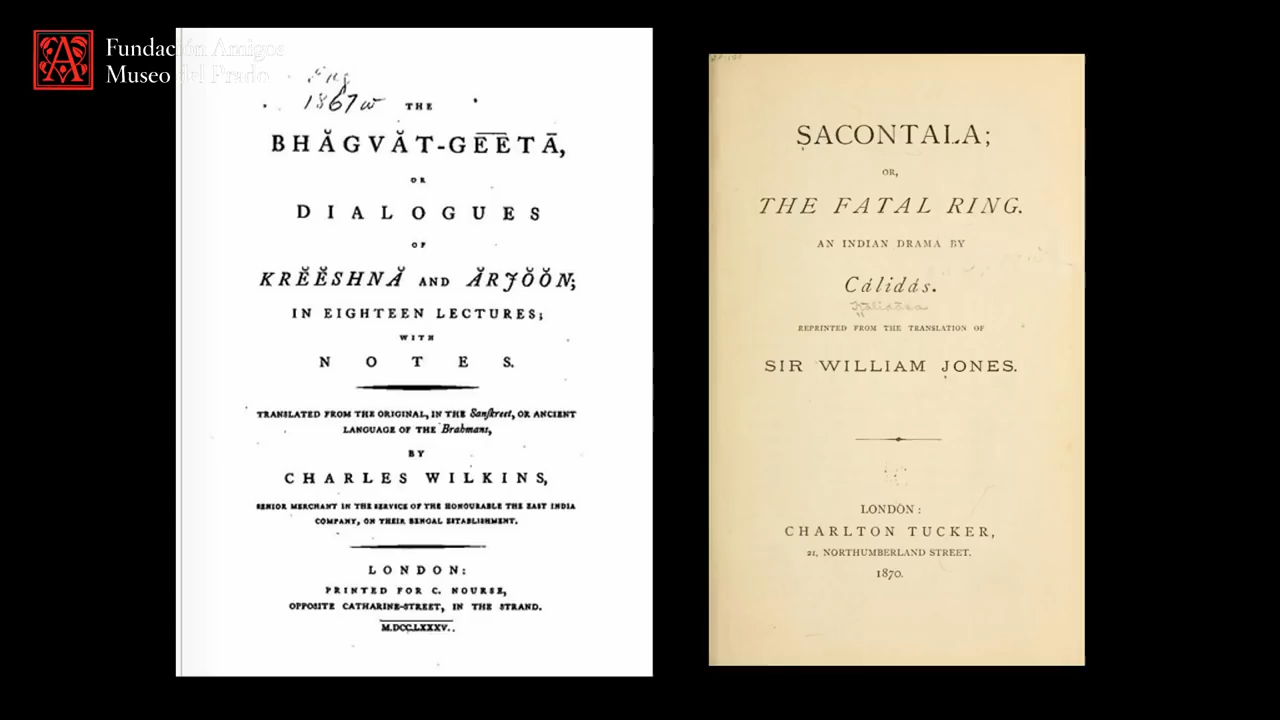 Fundación Amigos
Museo del Prado
Eng
1867 w
THE
BHĂGVĂT-GĒĒTĀ,
OR
DIALOGUES
OF
KRĔĔSHNĂ AND ĂRJŎŎN;
IN EIGHTEEN LECTURES;
WITH
NOTES.
TRANSLATED FROM THE ORIGINAL, IN THE Sanſkreet, OR ANCIENT
LANGUAGE OF THE Brahmans,
BY
CHARLES WILKINS,
SENIOR MERCHANT IN THE SERVICE OF THE HONOURABLE THE EAST INDIA
COMPANY, ON THEIR BENGAL ESTABLISHMENT.
LONDON:
PRINTED FOR C. NOURSE,
OPPOSITE CATHARINE-STREET, IN THE STRAND.
M.DCC.LXXXV.
SACONTALA;
OR,
THE FATAL RING.
AN INDIAN DRAMA BY
Cálidás.
Kālidāsa
REPRINTED FROM THE TRANSLATION OF
SIR WILLIAM JONES.
LONDON:
CHARLTON TUCKER,
21, NORTHUMBERLAND STREET.
1870.